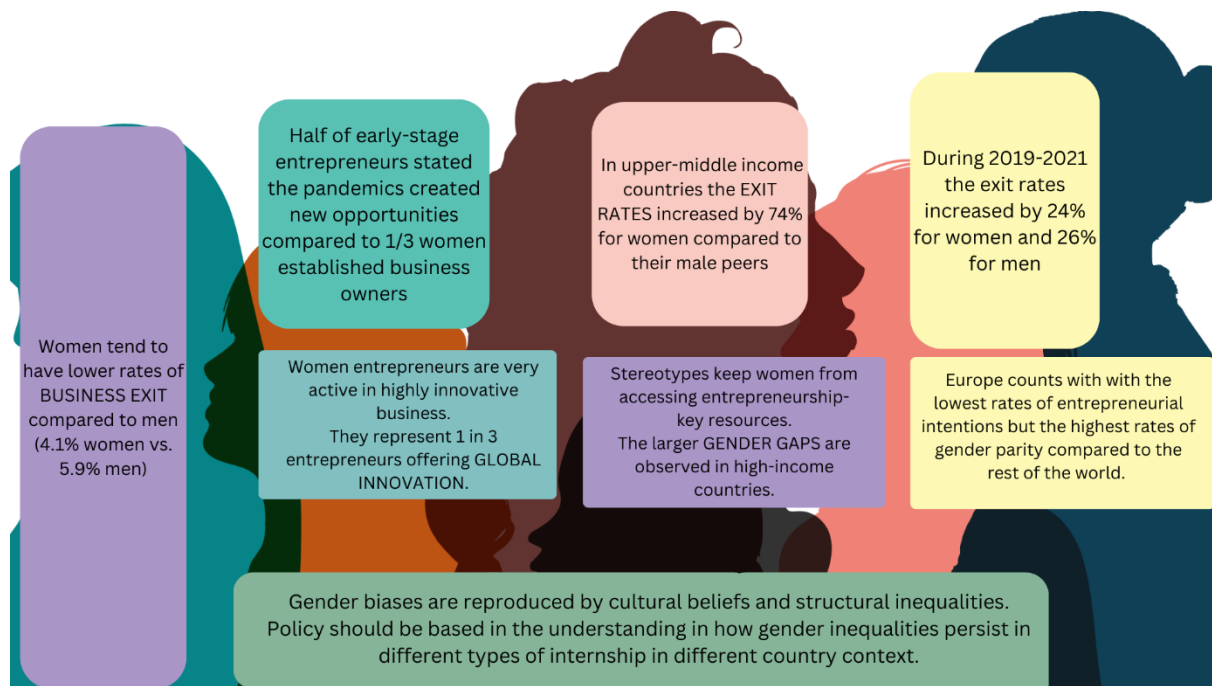 Women tend to
have lower rates of
BUSINESS EXIT
compared to men
(4.1% women vs.
5.9% men)
Half of early-stage
entrepreneurs stated
the pandemics created
new opportunities
compared to 1/3 women
established business
owners
In upper-middle income
countries the EXIT
RATES increased by 74%
for women compared to
their male peers
During 2019-2021
the exit rates
increased by 24%
for women and 26%
for men
Women entrepreneurs are very
active in highly innovative
business.
They represent 1 in 3
entrepreneurs offering GLOBAL
INNOVATION.
Stereotypes keep women from
accessing entrepreneurship-
key resources.
The larger GENDER GAPS are
observed in high-income
countries.
Europe counts with with the
lowest rates of entrepreneurial
intentions but the highest rates of
gender parity compared to the
rest of the world.
Gender biases are reproduced by cultural beliefs and structural inequalities.
Policy should be based in the understanding in how gender inequalities persist in
different types of internship in different country context.